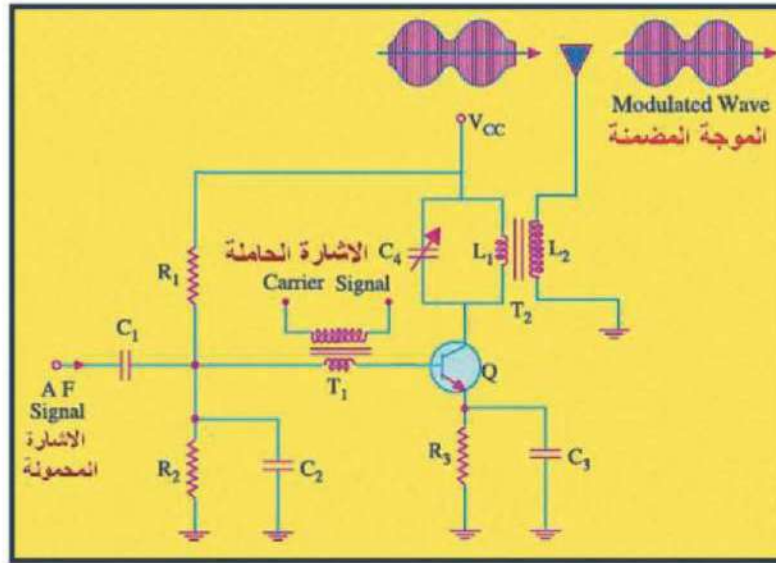 Modulated Wave
الموجة المضمنة
V_CC
R₁
الاشارة الحاملة
Carrier Signal
C₄
L₁
L₂
T₂
C₁
T₁
Q
A F
Signal
الاشارة
المحمولة
R₂
C₂
R₃
C₃